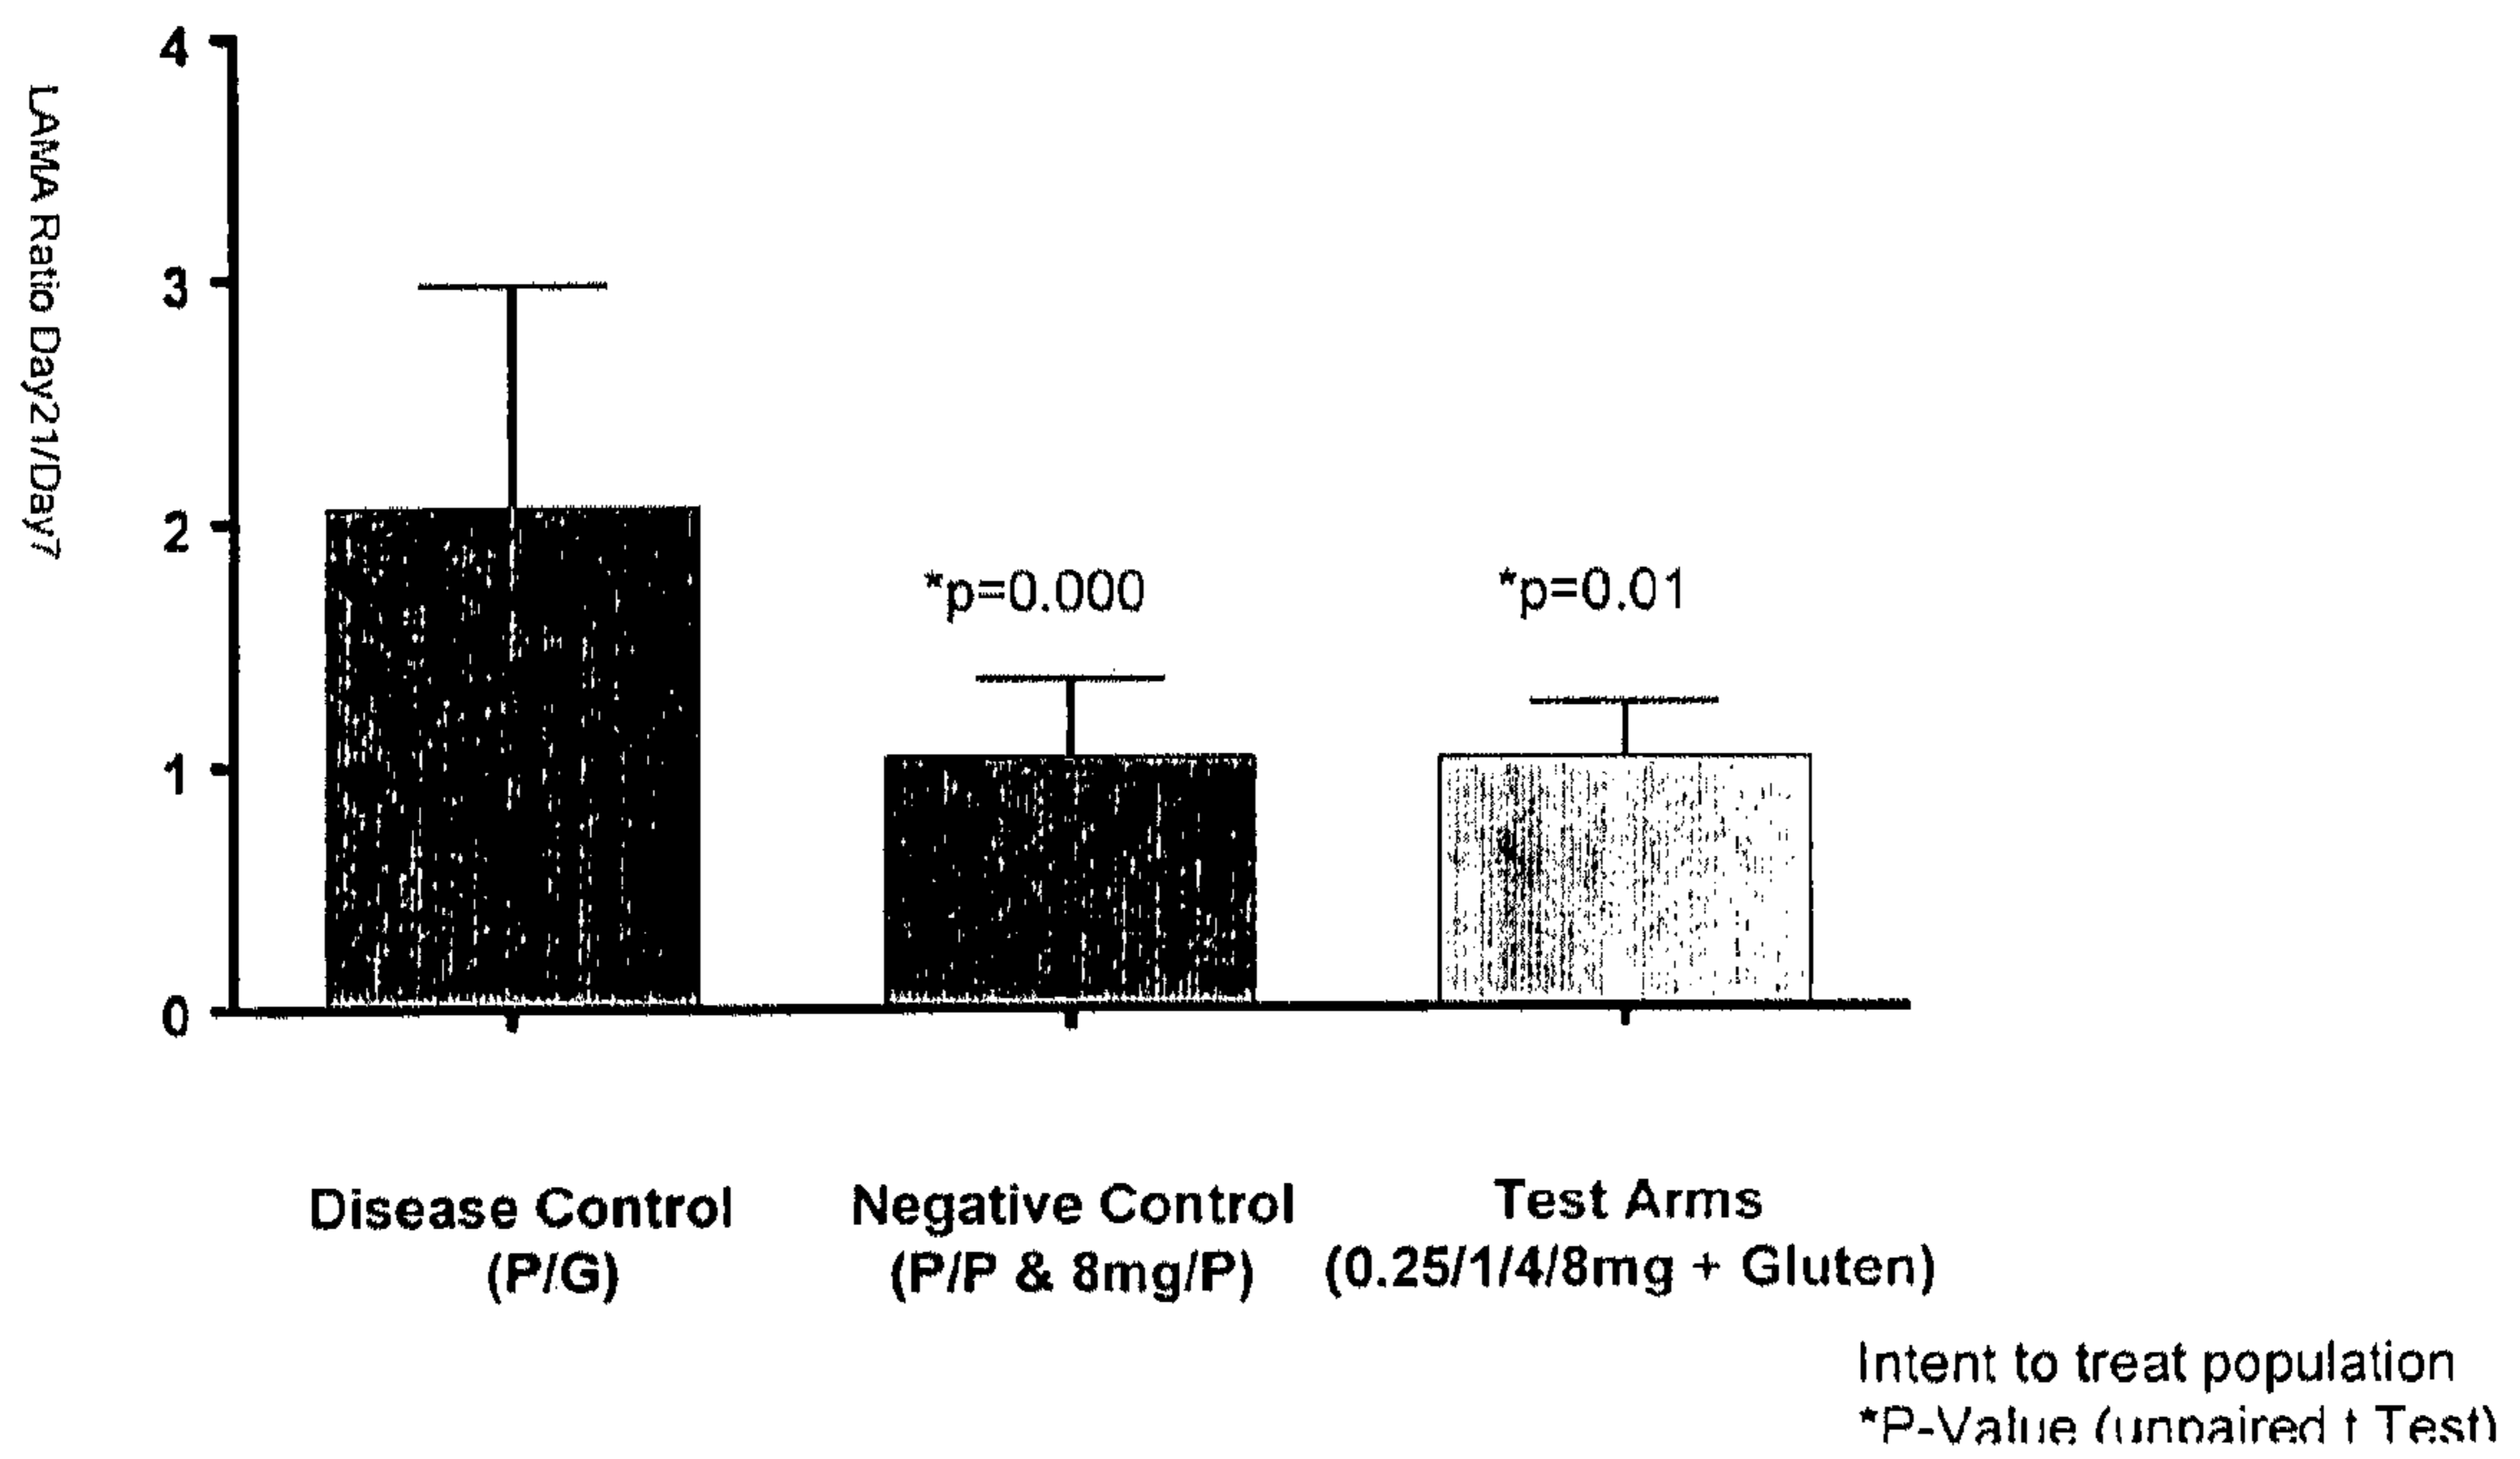 LAMA Ratio Day21/Day7
4
3
2
1
0
*p=0.000
*p=0.01
Disease Control
(P/G)
Negative Control
(P/P & 8mg/P)
Test Arms
(0.25/1/4/8mg + Gluten)
Intent to treat population
*P-Value (unpaired t Test)